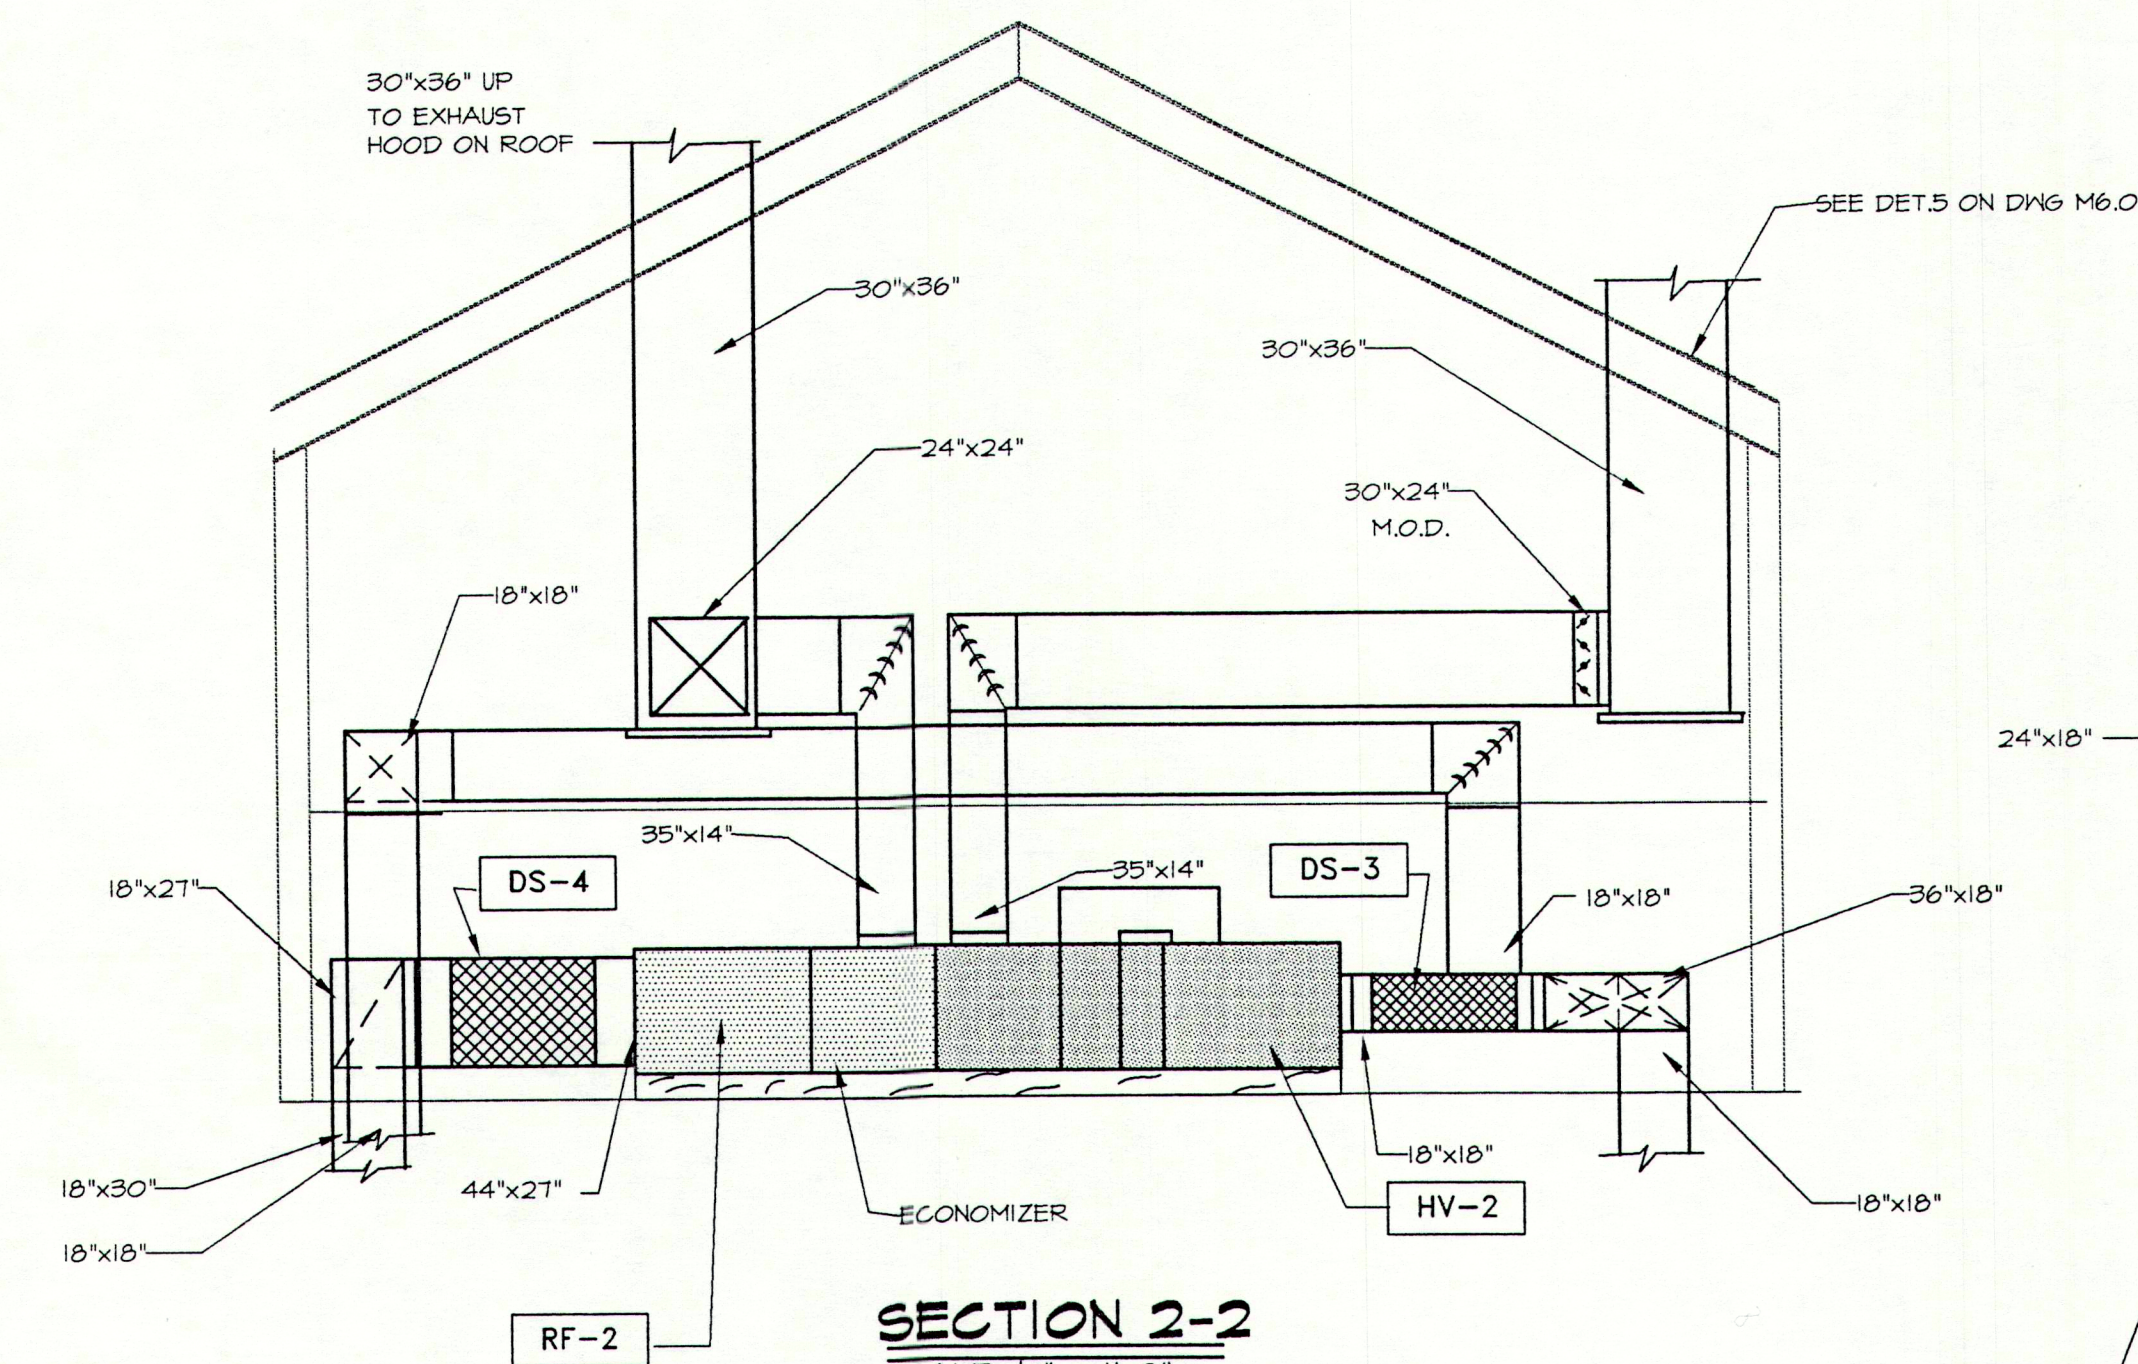 30"x36" UP
TO EXHAUST
HOOD ON ROOF
SEE DET.5 ON DWG M6.0
30"x36"
30"x36"
24"x24"
30"x24"
M.O.D.
18"x18"
24"x18"
35"x14"
35"x14"
DS-4
DS-3
18"x27"
18"x18"
36"x18"
18"x30"
44"x27"
18"x18"
ECONOMIZER
HV-2
18"x18"
18"x18"
RF-2
SECTION 2-2